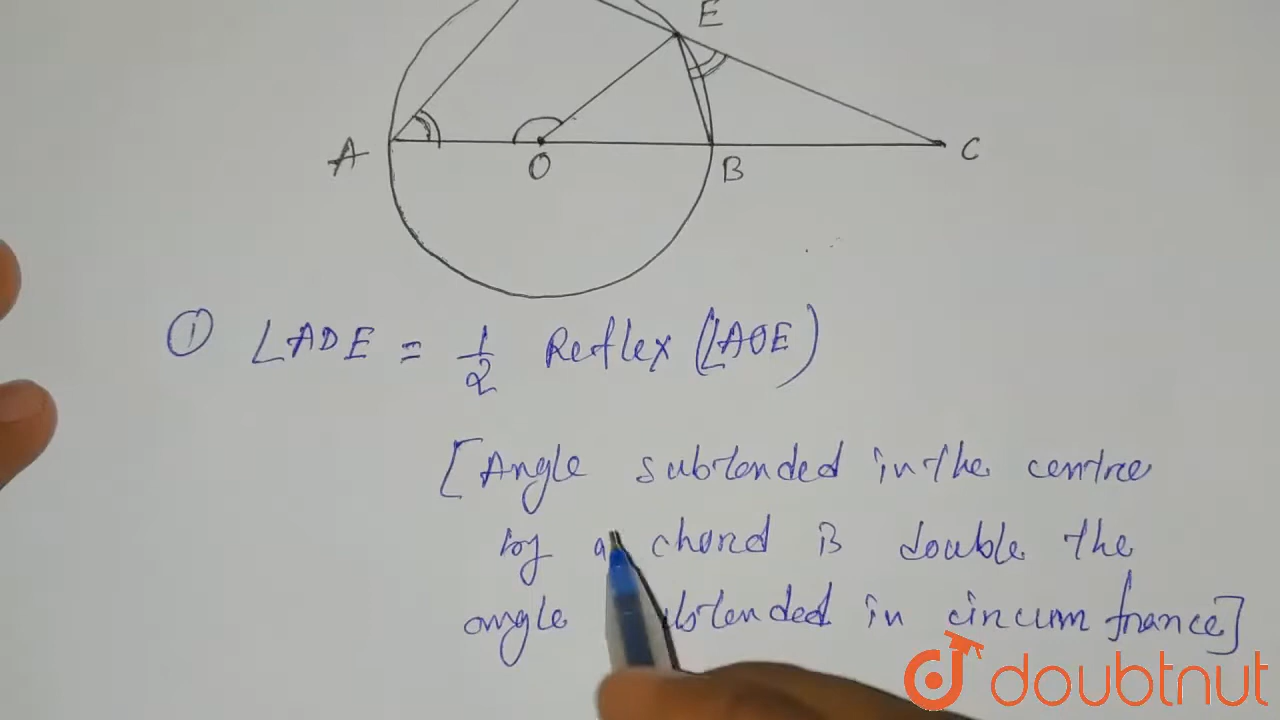 E
A
O
B
C
① ∠ADE = 1/2 Reflex (∠AOE)
[Angle subtended in the centre
by a chord is double the
angle subtended in circumfrance]
doubtnut